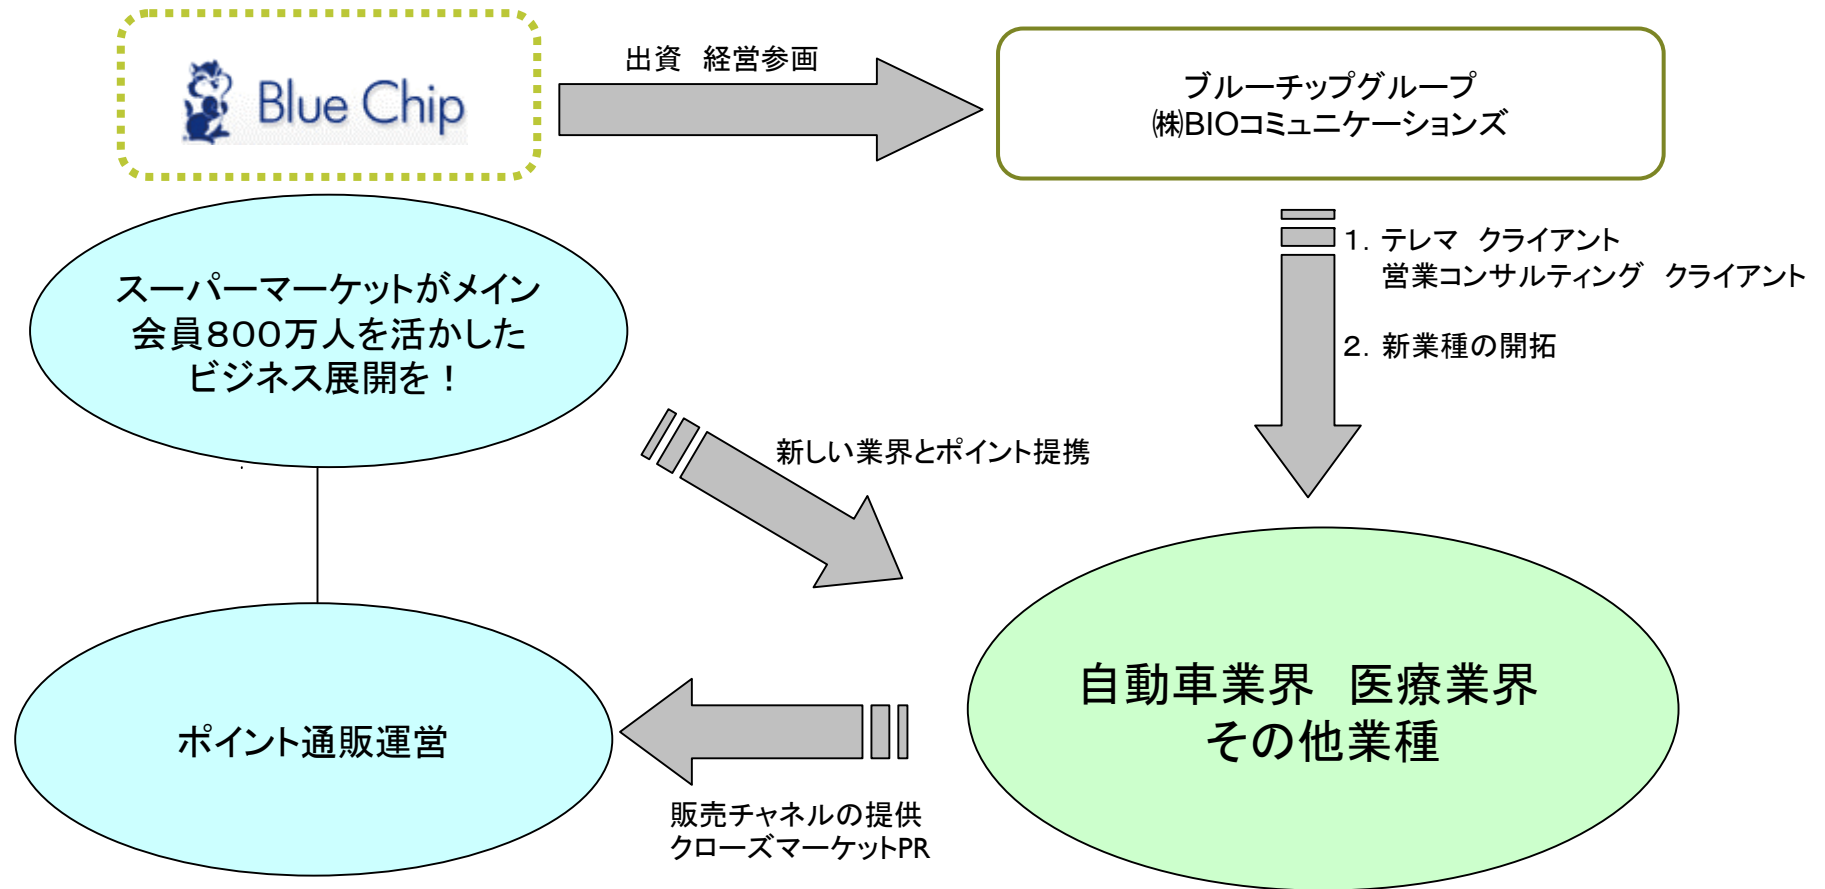 Blue Chip
出資　経営参画
ブルーチップグループ
㈱BIOコミュニケーションズ
スーパーマーケットがメイン
会員８００万人を活かした
ビジネス展開を！
１．テレマ　クライアント
営業コンサルティング　クライアント
２．新業種の開拓
新しい業界とポイント提携
自動車業界　医療業界
その他業種
ポイント通販運営
販売チャネルの提供
クローズマーケットPR